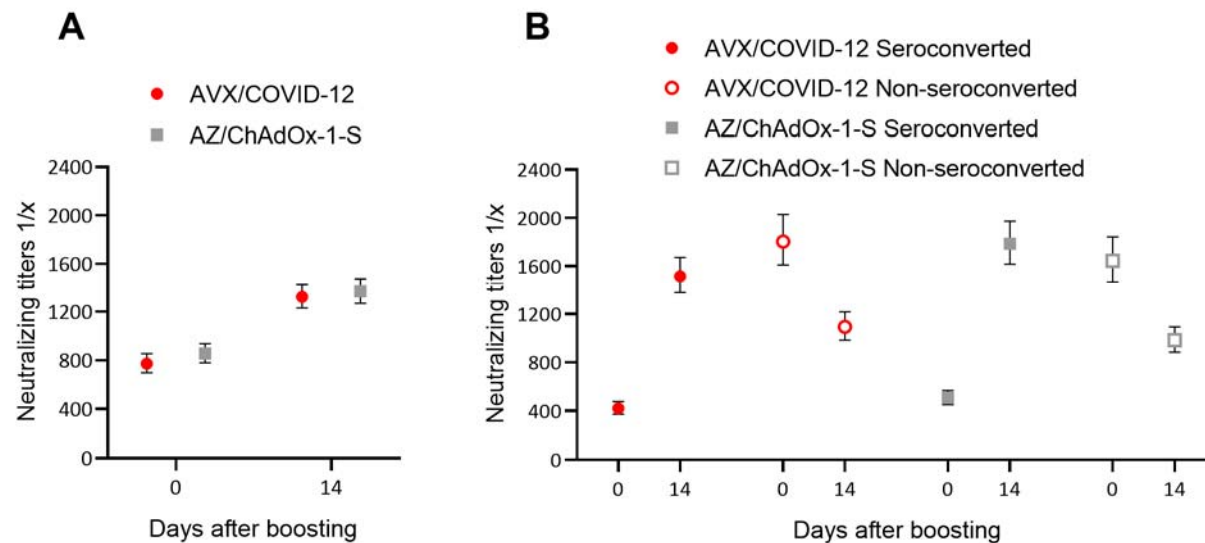 A
AVX/COVID-12
AZ/ChAdOx-1-S
Neutralizing titers 1/x
2400
2000
1600
1200
800
400
0
0 14
Days after boosting
B
AVX/COVID-12 Seroconverted
AVX/COVID-12 Non-seroconverted
AZ/ChAdOx-1-S Seroconverted
AZ/ChAdOx-1-S Non-seroconverted
Neutralizing titers 1/x
2400
2000
1600
1200
800
400
0
0 14 0 14 0 14 0 14
Days after boosting